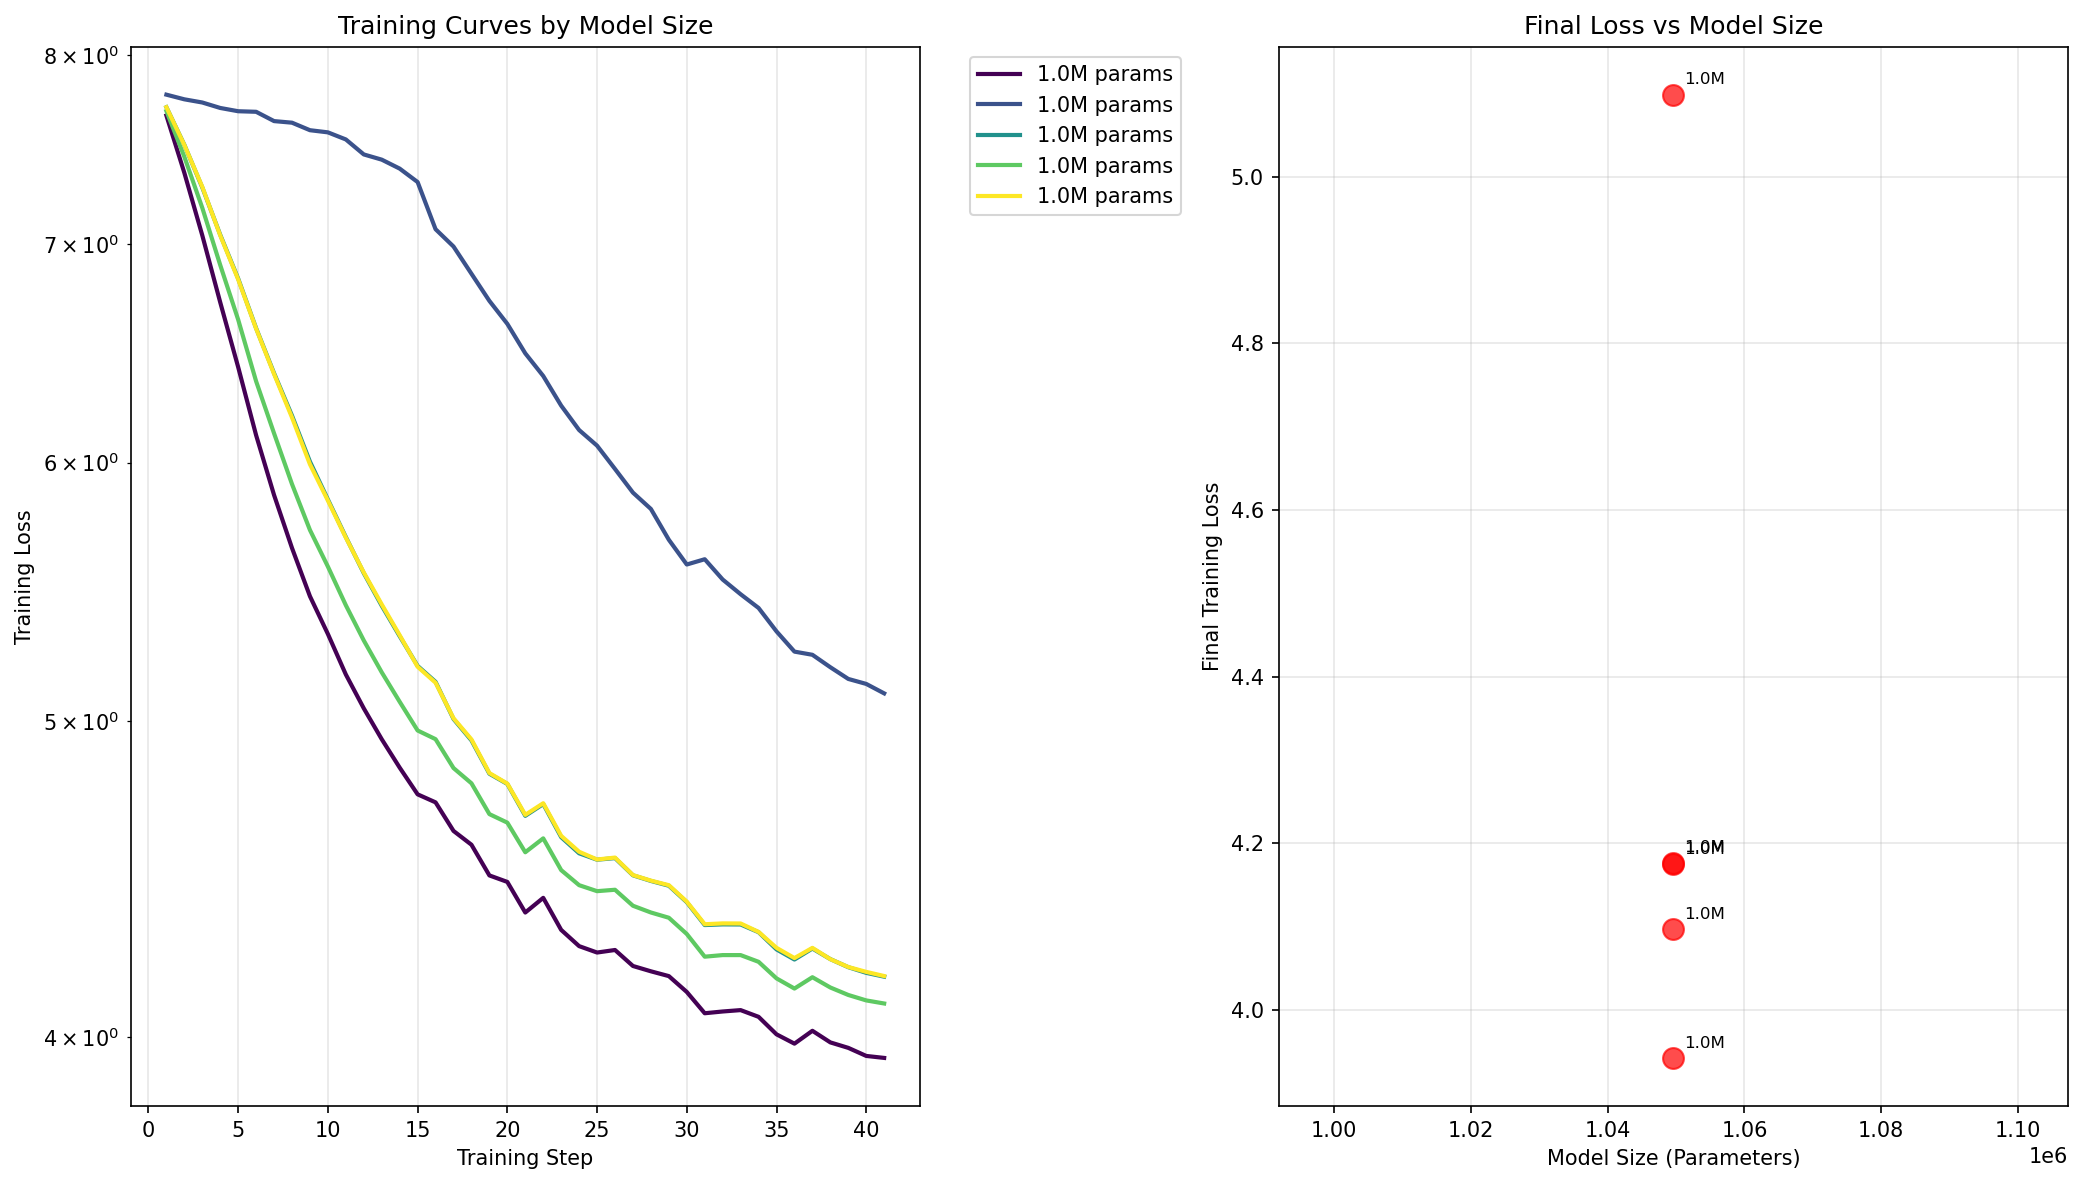 Training Curves by Model Size
8 × 10⁰
7 × 10⁰
6 × 10⁰
5 × 10⁰
4 × 10⁰
Training Loss
0 5 10 15 20 25 30 35 40
Training Step
1.0M params
1.0M params
1.0M params
1.0M params
1.0M params
Final Loss vs Model Size
5.0
4.8
4.6
4.4
4.2
4.0
Final Training Loss
1.0M
1.0M
1.0M
1.0M
1.0M
1.00 1.02 1.04 1.06 1.08 1.10
1e6
Model Size (Parameters)